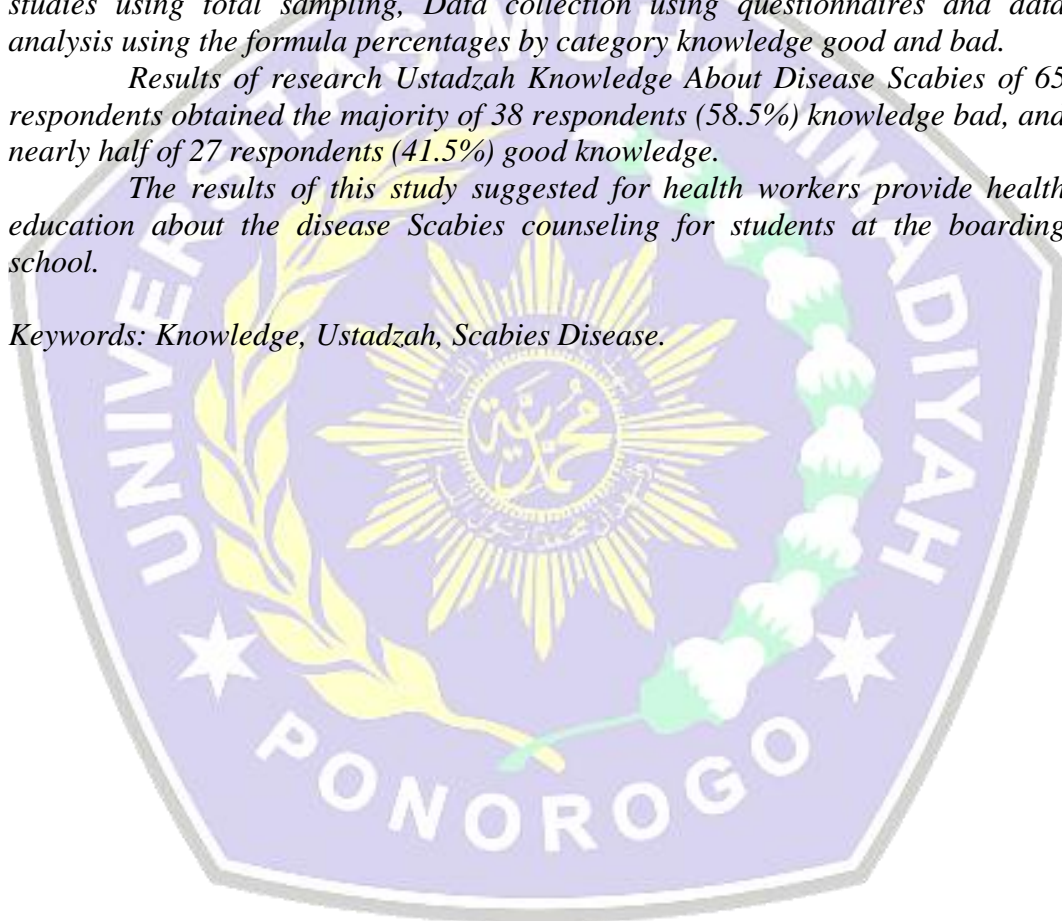 studies using total sampling, Data collection using questionnaires and data
analysis using the formula percentages by category knowledge good and bad.
Results of research Ustadzah Knowledge About Disease Scabies of 65
respondents obtained the majority of 38 respondents (58.5%) knowledge bad, and
nearly half of 27 respondents (41.5%) good knowledge.
The results of this study suggested for health workers provide health
education about the disease Scabies counseling for students at the boarding
school.
Keywords: Knowledge, Ustadzah, Scabies Disease.
UNIVERSITAS MUHAMMADIYAH
PONOROGO